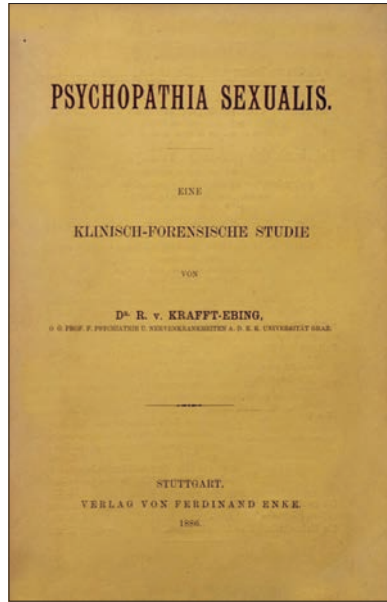 PSYCHOPATHIA SEXUALIS.
EINE
KLINISCH-FORENSISCHE STUDIE
VON
DR. R. v. KRAFFT-EBING,
O. Ö. PROF. F. PSYCHIATRIE U. NERVENKRANKHEITEN A. D. K. K. UNIVERSITÄT GRAZ.
STUTTGART.
VERLAG VON FERDINAND ENKE.
1886.